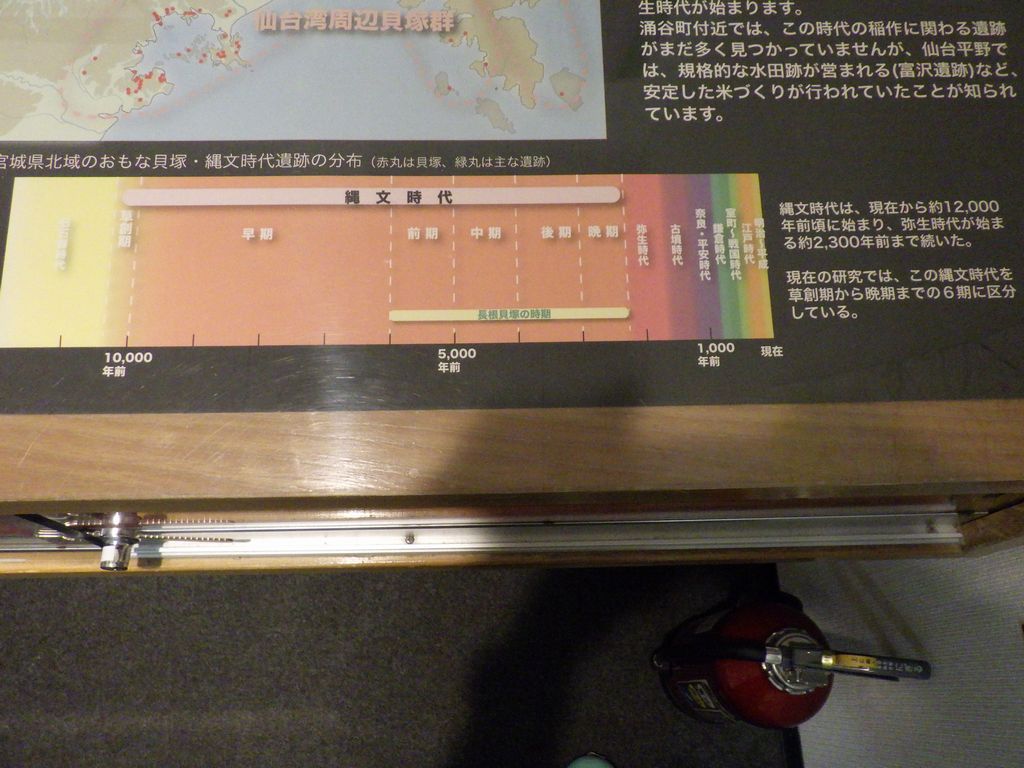 仙台湾周辺貝塚群
生時代が始まります。
涌谷町付近では、この時代の稲作に関わる遺跡
がまだ多く見つかっていませんが、仙台平野で
は、規格的な水田跡が営まれる(富沢遺跡)など、
安定した米づくりが行われていたことが知られ
ています。
宮城県北域のおもな貝塚・縄文時代遺跡の分布（赤丸は貝塚、緑丸は主な遺跡）
縄文時代
草創期
早期
前期
中期
後期
晩期
弥生時代
古墳時代
奈良・平安時代
鎌倉時代
室町〜戦国時代
江戸時代
明治〜平成
長根貝塚の時期
10,000
年前
5,000
年前
1,000
年前
現在
縄文時代は、現在から約12,000
年前頃に始まり、弥生時代が始ま
る約2,300年前まで続いた。
現在の研究では、この縄文時代を
草創期から晩期までの６期に区分
している。